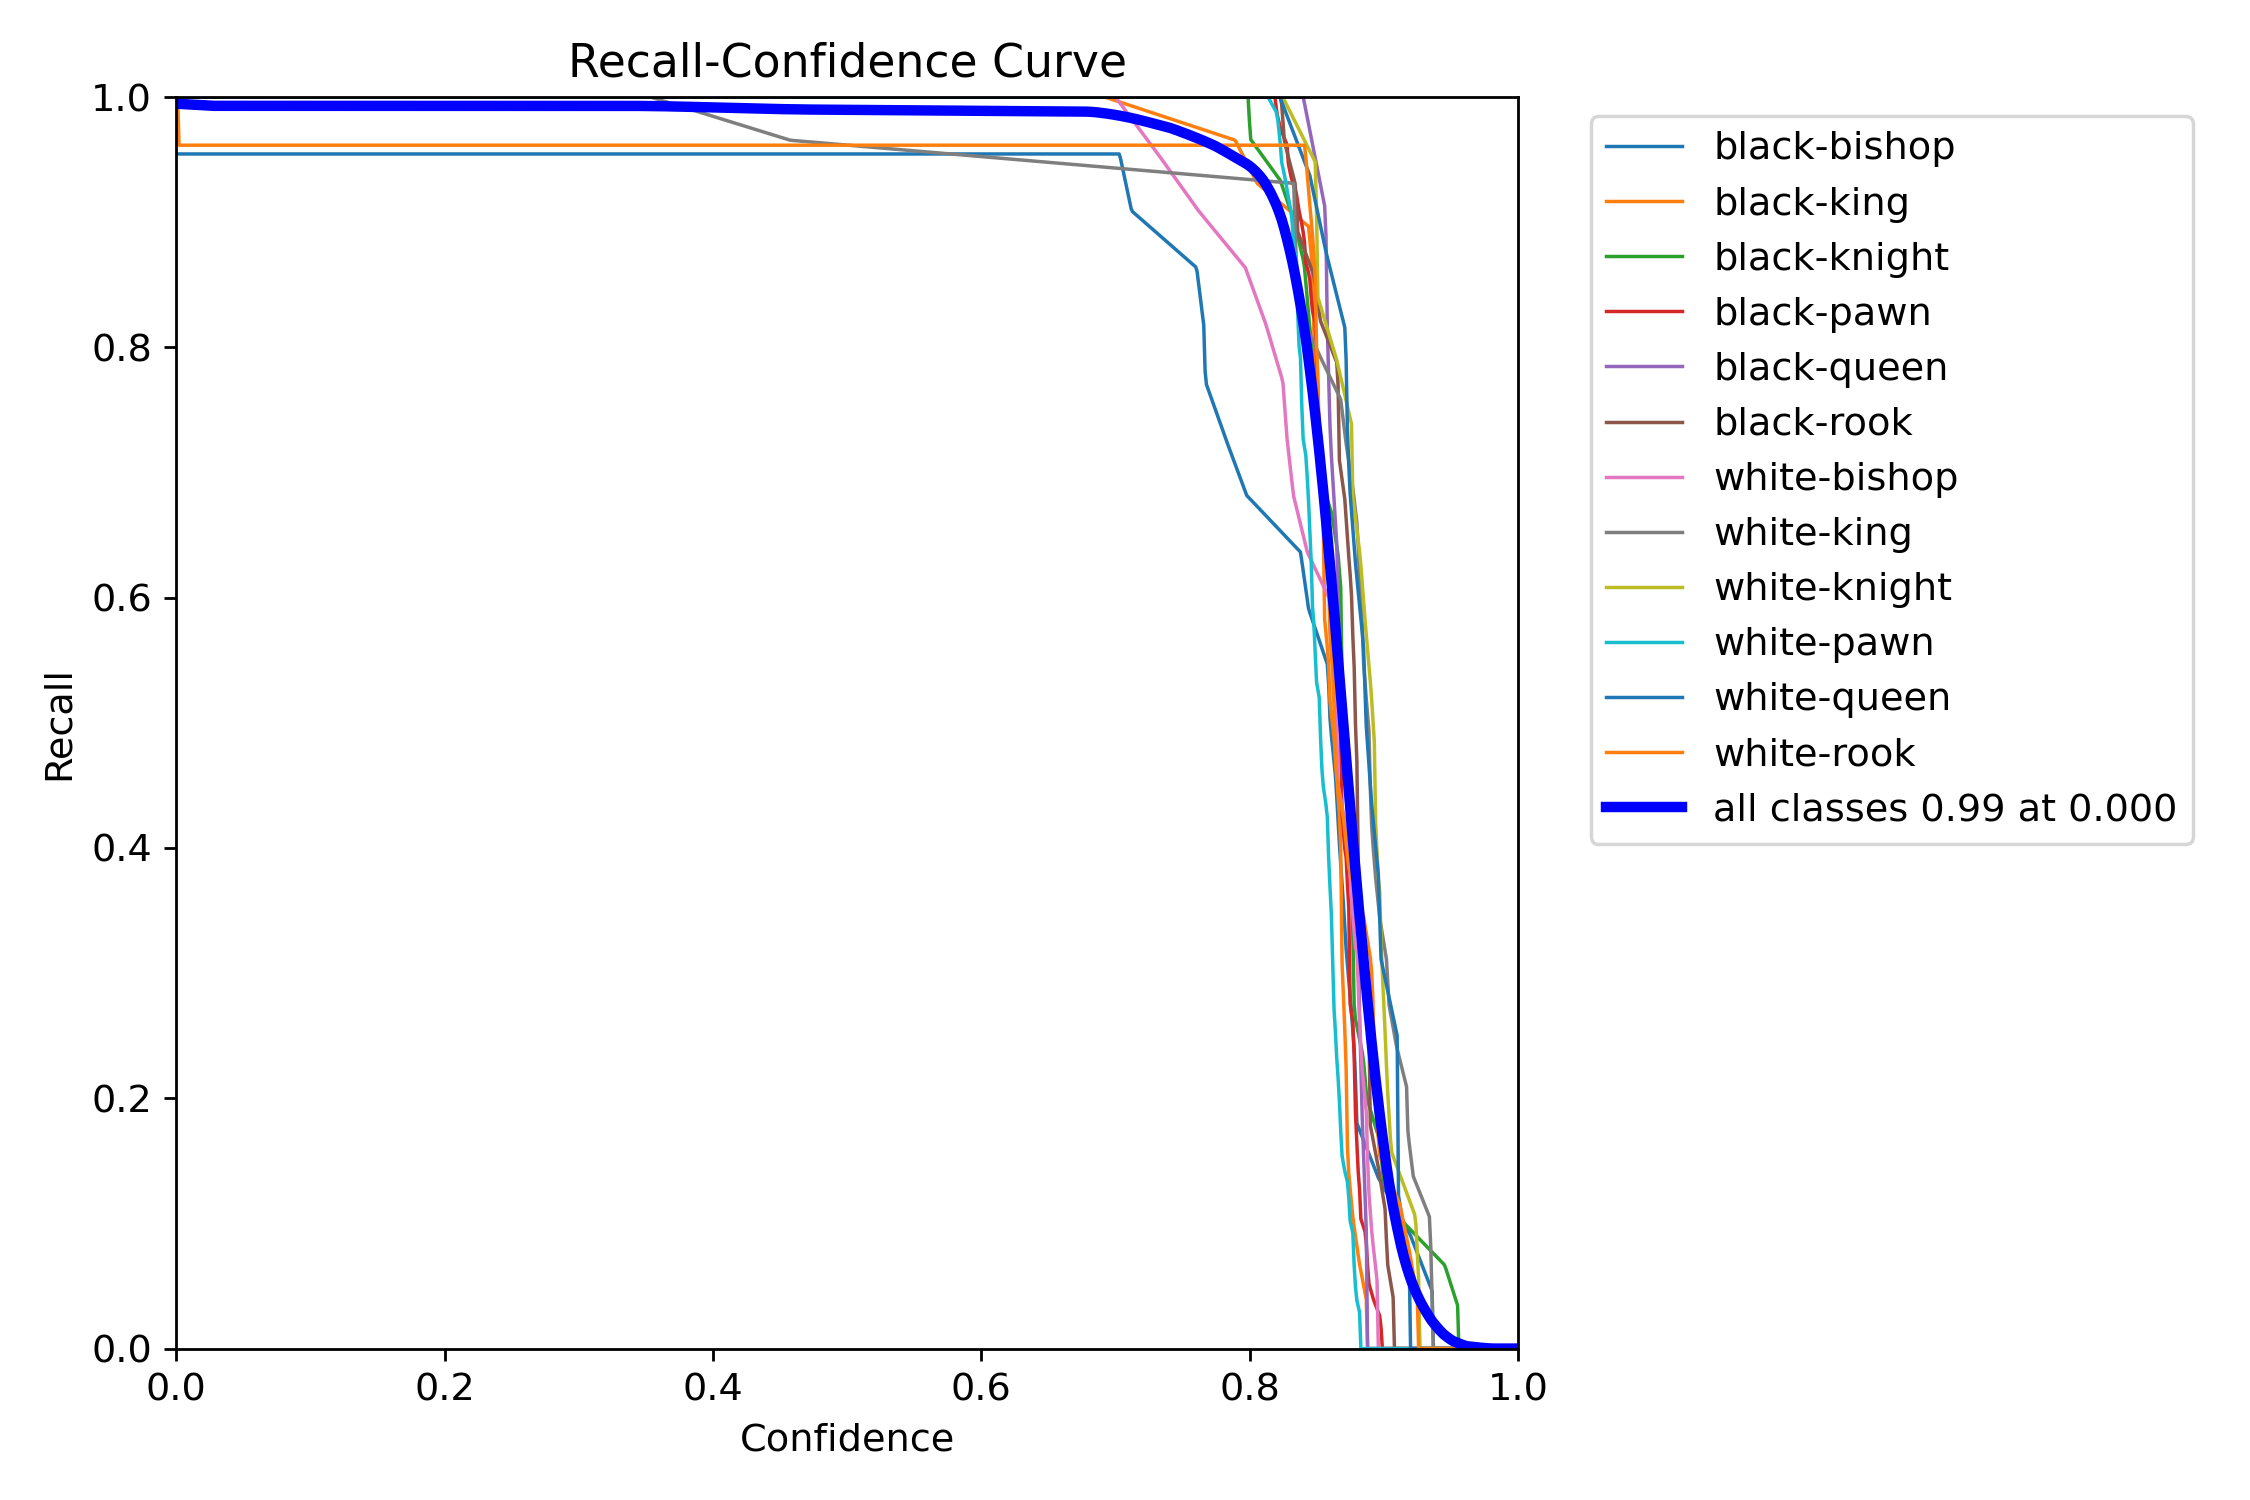 Recall-Confidence Curve
1.0
0.8
0.6
0.4
0.2
0.0
Recall
0.0 0.2 0.4 0.6 0.8 1.0
Confidence
black-bishop
black-king
black-knight
black-pawn
black-queen
black-rook
white-bishop
white-king
white-knight
white-pawn
white-queen
white-rook
all classes 0.99 at 0.000